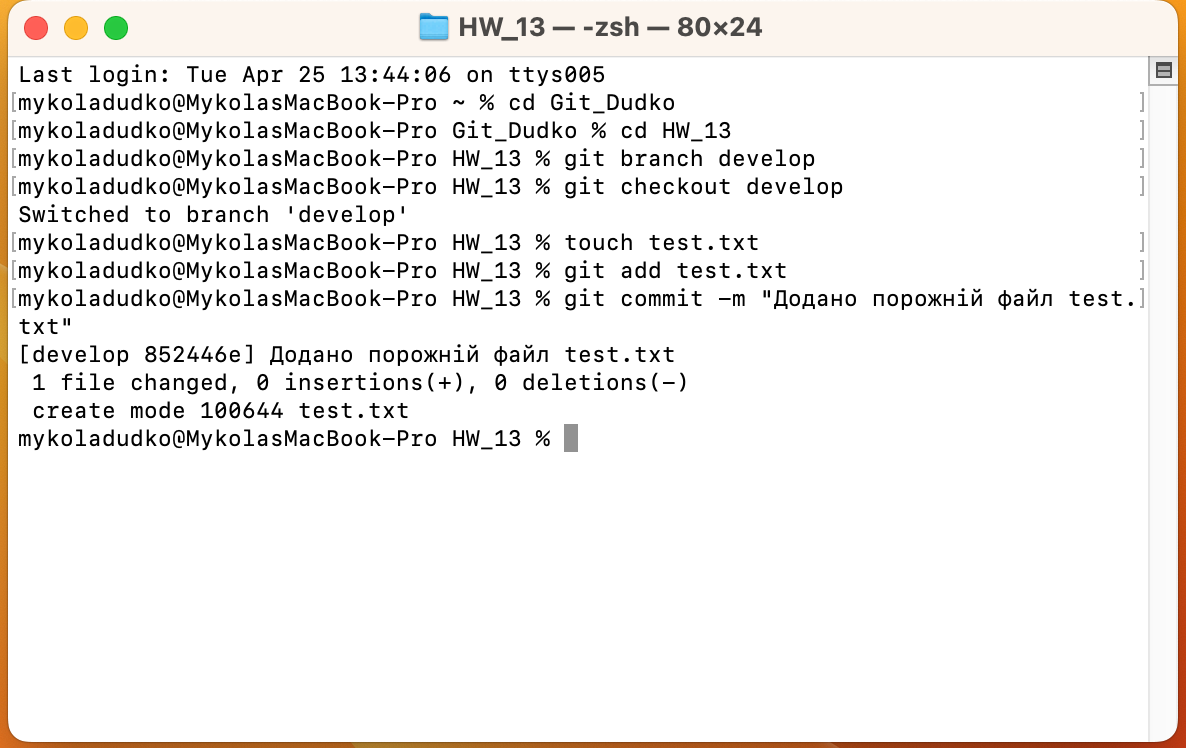 HW_13 — -zsh — 80×24
Last login: Tue Apr 25 13:44:06 on ttys005
[mykoladudko@MykolasMacBook-Pro ~ % cd Git_Dudko ]
[mykoladudko@MykolasMacBook-Pro Git_Dudko % cd HW_13 ]
[mykoladudko@MykolasMacBook-Pro HW_13 % git branch develop ]
[mykoladudko@MykolasMacBook-Pro HW_13 % git checkout develop ]
Switched to branch 'develop'
[mykoladudko@MykolasMacBook-Pro HW_13 % touch test.txt ]
[mykoladudko@MykolasMacBook-Pro HW_13 % git add test.txt ]
[mykoladudko@MykolasMacBook-Pro HW_13 % git commit -m "Додано порожній файл test.]
txt"
[develop 852446e] Додано порожній файл test.txt
 1 file changed, 0 insertions(+), 0 deletions(-)
 create mode 100644 test.txt
mykoladudko@MykolasMacBook-Pro HW_13 %